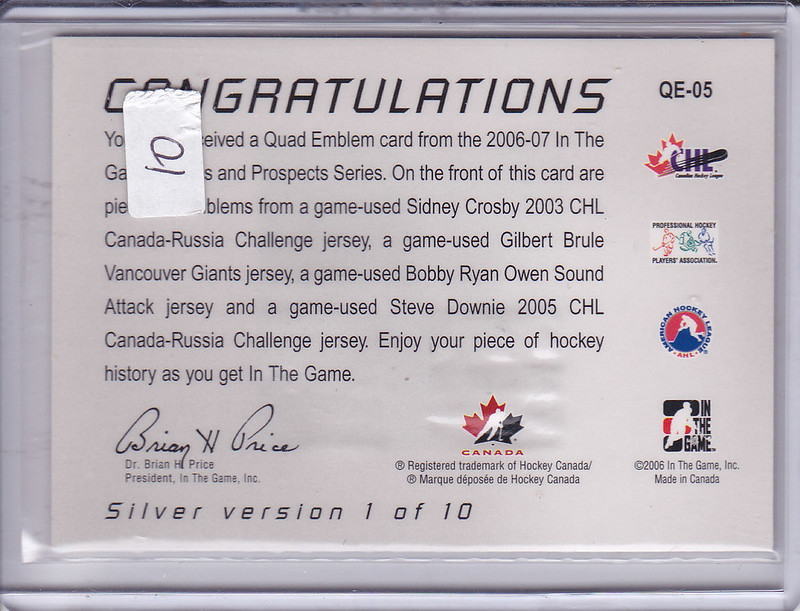 CONGRATULATIONS
QE-05
10
Yo ceived a Quad Emblem card from the 2006-07 In The
Ga s and Prospects Series. On the front of this card are
pie blems from a game-used Sidney Crosby 2003 CHL
Canada-Russia Challenge jersey, a game-used Gilbert Brule
Vancouver Giants jersey, a game-used Bobby Ryan Owen Sound
Attack jersey and a game-used Steve Downie 2005 CHL
Canada-Russia Challenge jersey. Enjoy your piece of hockey
history as you get In The Game.
CHL
Canadian Hockey League
PROFESSIONAL HOCKEY
PLAYERS' ASSOCIATION.
AMERICAN HOCKEY LEAGUE
AHL
Brian H Price
Dr. Brian H. Price
President, In The Game, Inc.
CANADA
® Registered trademark of Hockey Canada/
® Marque déposée de Hockey Canada
IN
THE
GAME
©2006 In The Game, Inc.
Made in Canada
Silver version 1 of 10